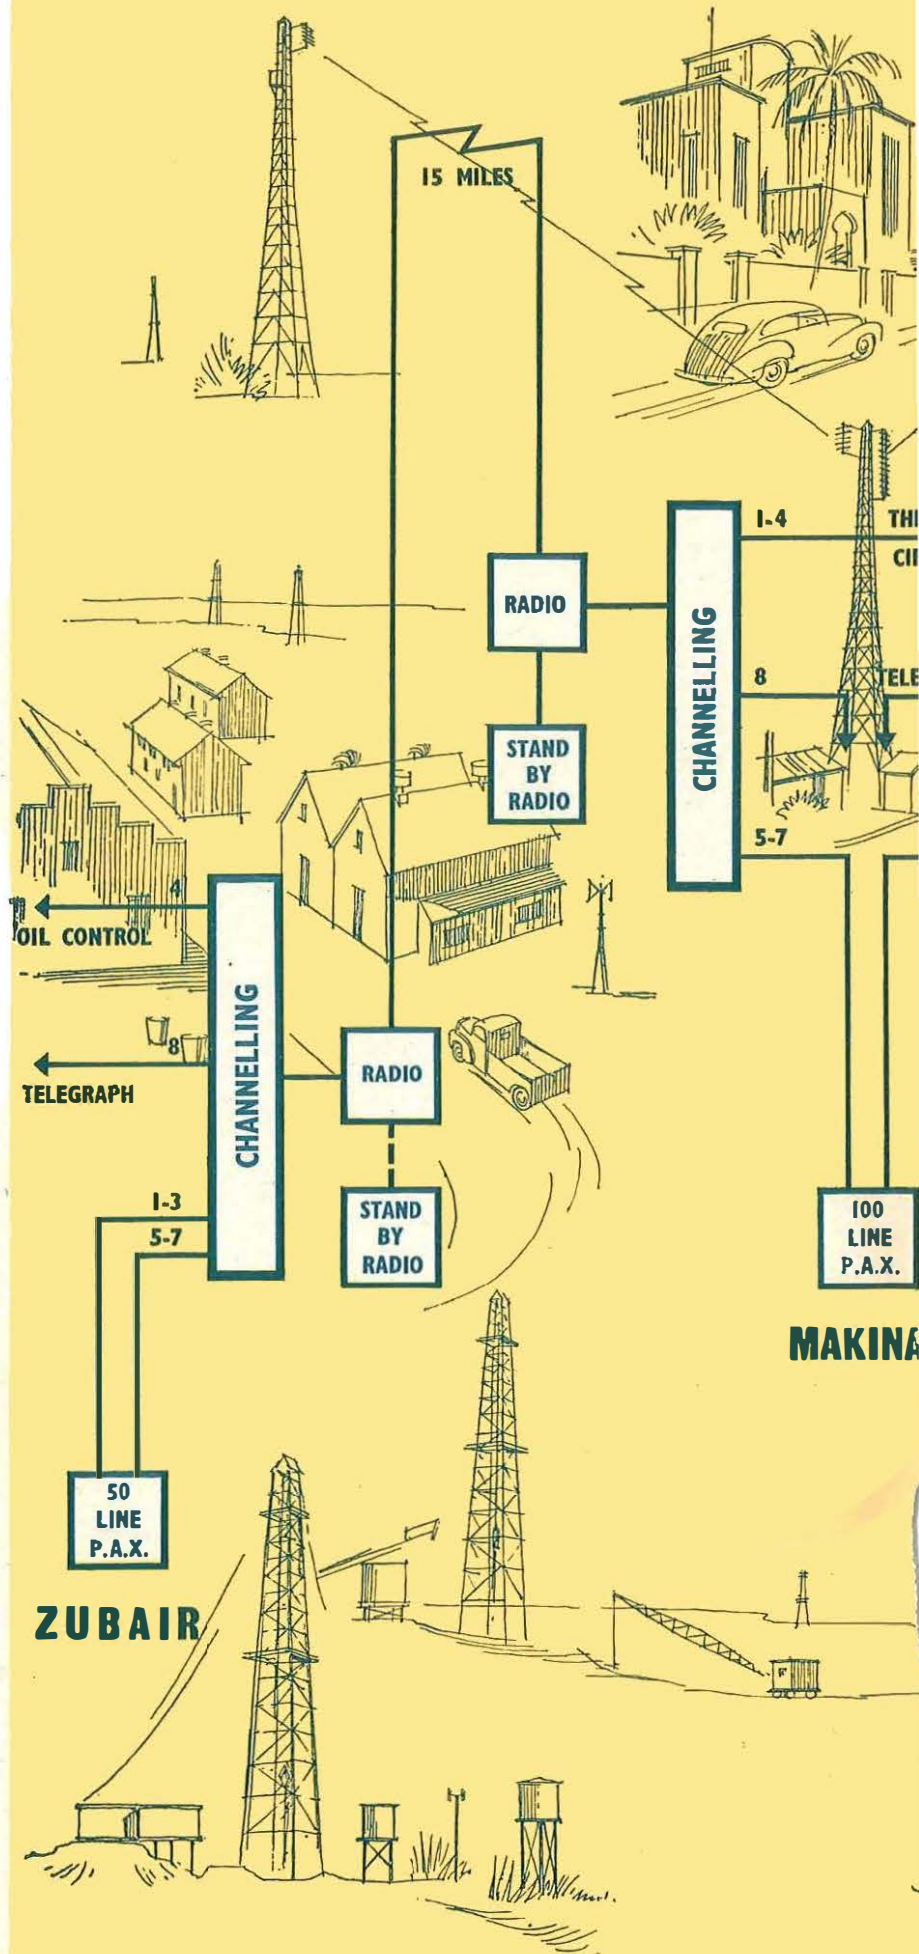 15 MILES
1-4
RADIO
CHANNELLING
8
STAND
BY
RADIO
5-7
4
OIL CONTROL
CHANNELLING
8
RADIO
TELEGRAPH
1-3
STAND
BY
RADIO
5-7
100
LINE
P.A.X.
50
LINE
P.A.X.
ZUBAIR